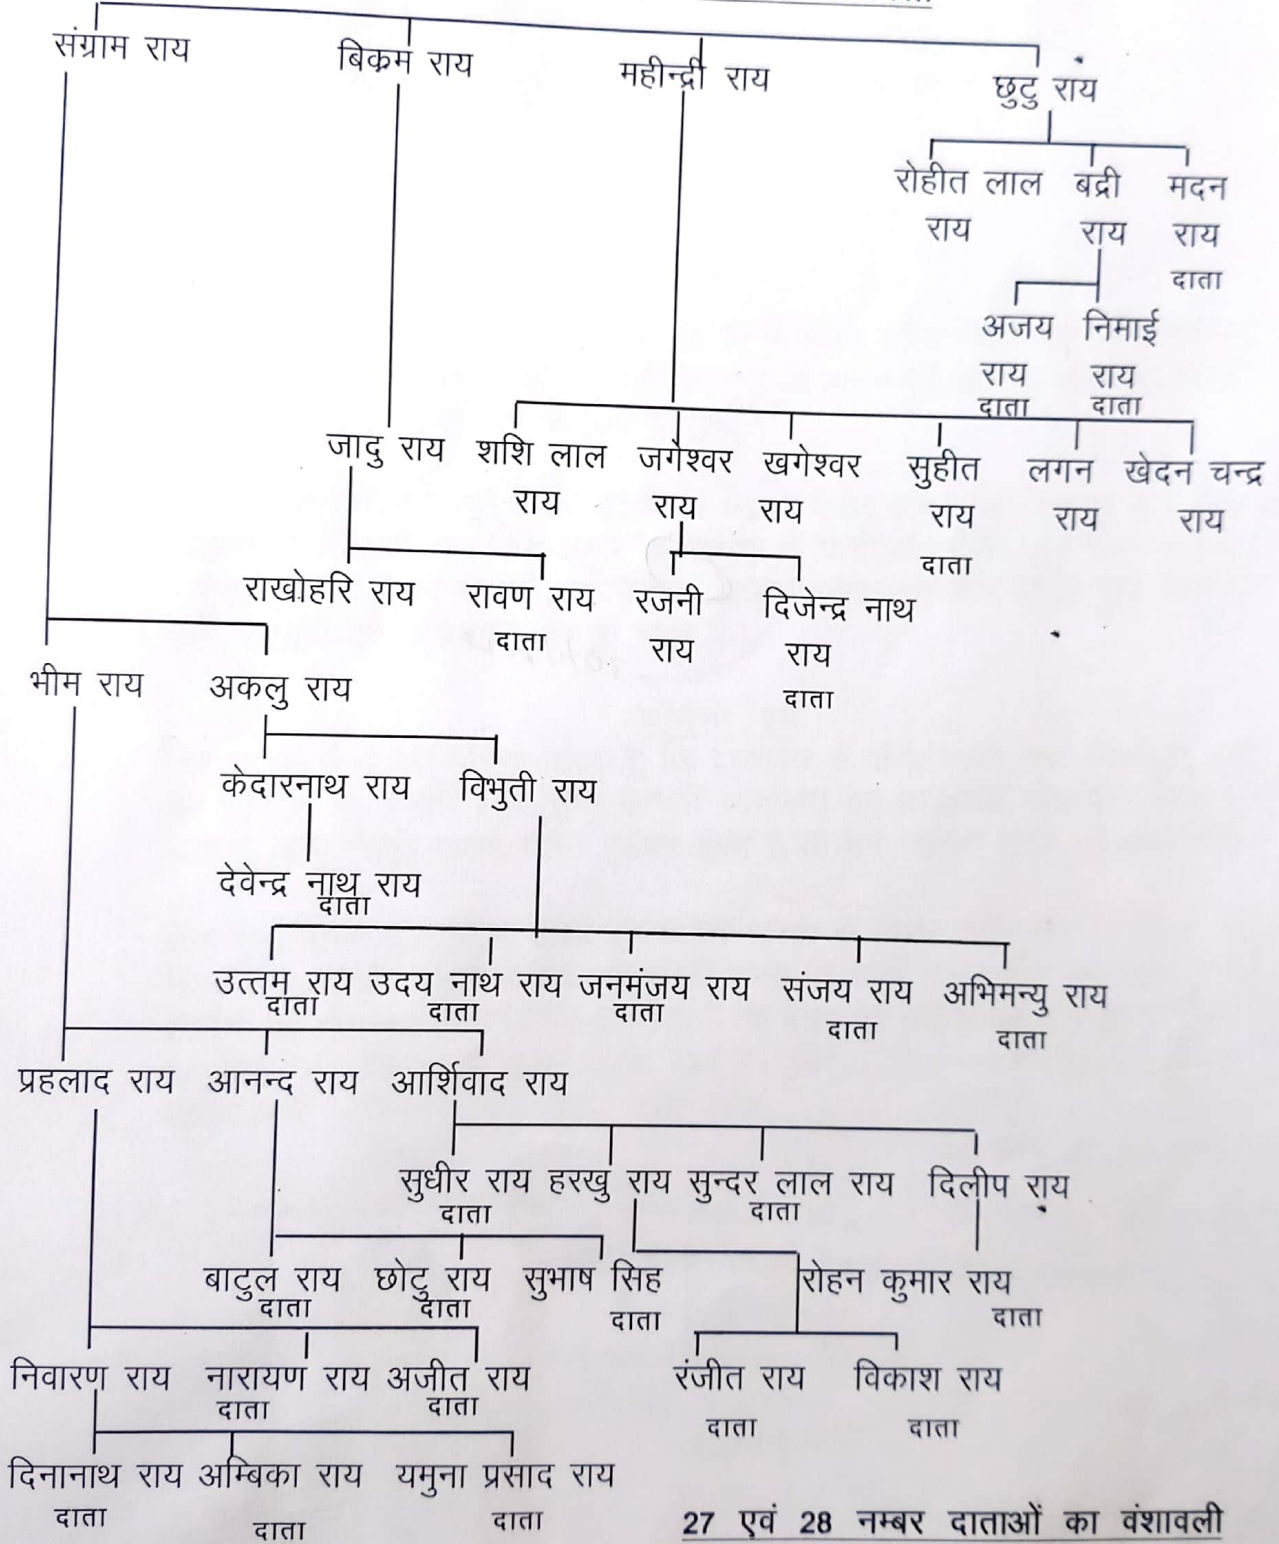 संग्राम राय बिक्रम राय महीन्द्री राय छुटु राय
रोहीत लाल बद्री मदन
राय राय राय
दाता
अजय निमाई
राय राय
दाता दाता
जादु राय शशि लाल जगेश्वर खगेश्वर सुहीत लगन खेदन चन्द्र
राय राय राय राय राय राय
दाता
राखोहरि राय रावण राय रजनी दिजेन्द्र नाथ
दाता राय राय
दाता
भीम राय अकलु राय
केदारनाथ राय विभुती राय
देवेन्द्र नाथ राय
दाता
उत्तम राय उदय नाथ राय जनमंजय राय संजय राय अभिमन्यु राय
दाता दाता दाता दाता दाता
प्रहलाद राय आनन्द राय आर्शिवाद राय
सुधीर राय हरखु राय सुन्दर लाल राय दिलीप राय
दाता दाता
बाटुल राय छोटु राय सुभाष सिह रोहन कुमार राय
दाता दाता दाता दाता
निवारण राय नारायण राय अजीत राय रंजीत राय विकाश राय
दाता दाता दाता दाता
दिनानाथ राय अम्बिका राय यमुना प्रसाद राय
दाता दाता दाता
27 एवं 28 नम्बर दाताओं का वंशावली